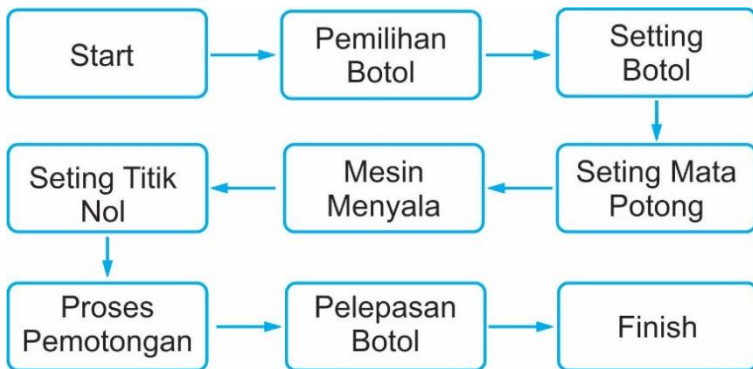 Start
Pemilihan
Botol
Setting
Botol
Seting Mata
Potong
Mesin
Menyala
Seting Titik
Nol
Proses
Pemotongan
Pelepasan
Botol
Finish